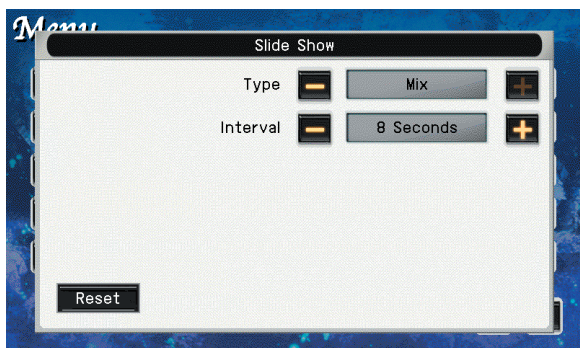 Menu
Slide Show
Type
Mix
Interval
8 Seconds
Reset